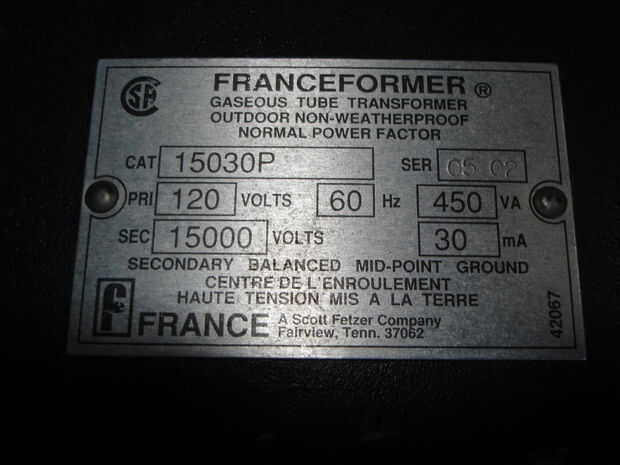 FRANCEFORMER ®
GASEOUS TUBE TRANSFORMER
OUTDOOR NON-WEATHERPROOF
NORMAL POWER FACTOR
CAT 15030P SER 05 02
PRI 120 VOLTS 60 Hz 450 VA
SEC 15000 VOLTS 30 mA
SECONDARY BALANCED MID-POINT GROUND
CENTRE DE L'ENROULEMENT
HAUTE TENSION MIS A LA TERRE
FRANCE A Scott Fetzer Company
Fairview, Tenn. 37062
42067